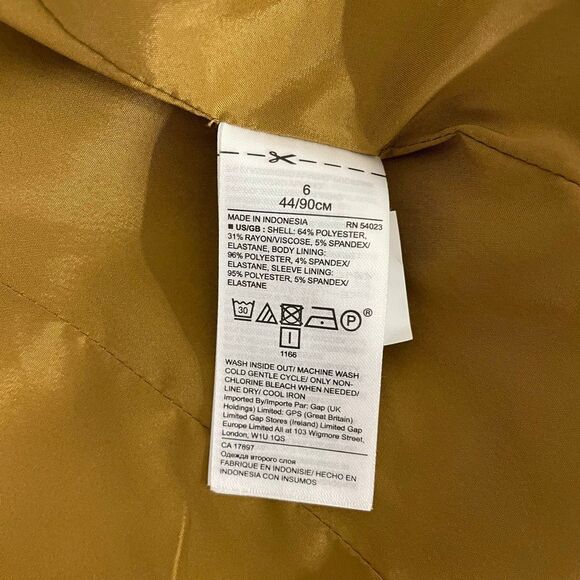 6
44/90CM
MADE IN INDONESIA RN 54023
■ US/GB : SHELL: 64% POLYESTER,
31% RAYON/VISCOSE, 5% SPANDEX/
ELASTANE, BODY LINING:
96% POLYESTER, 4% SPANDEX/
ELASTANE, SLEEVE LINING:
95% POLYESTER, 5% SPANDEX/
ELASTANE
30 P ®
I
1166
WASH INSIDE OUT/ MACHINE WASH
COLD GENTLE CYCLE/ ONLY NON-
CHLORINE BLEACH WHEN NEEDED/
LINE DRY/ COOL IRON
Imported By/Importe Par: Gap (UK
Holdings) Limited: GPS (Great Britain)
Limited Gap Stores (Ireland) Limited Gap
Europe Limited All at 103 Wigmore Street,
London, W1U 1QS
CA 17897
Одежда второго слоя
FABRIQUE EN INDONISIE/ HECHO EN
INDONESIA CON INSUMOS